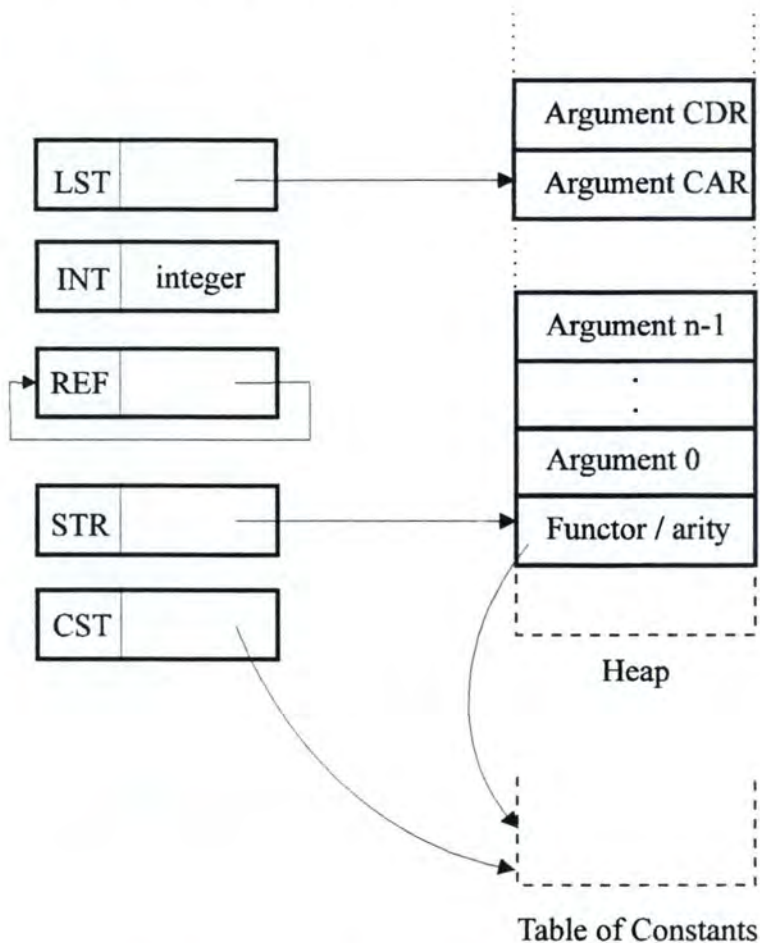 Argument CDR
LST
Argument CAR
INT integer
Argument n-1
REF
.
.
Argument 0
STR
Functor / arity
CST
Heap
Table of Constants